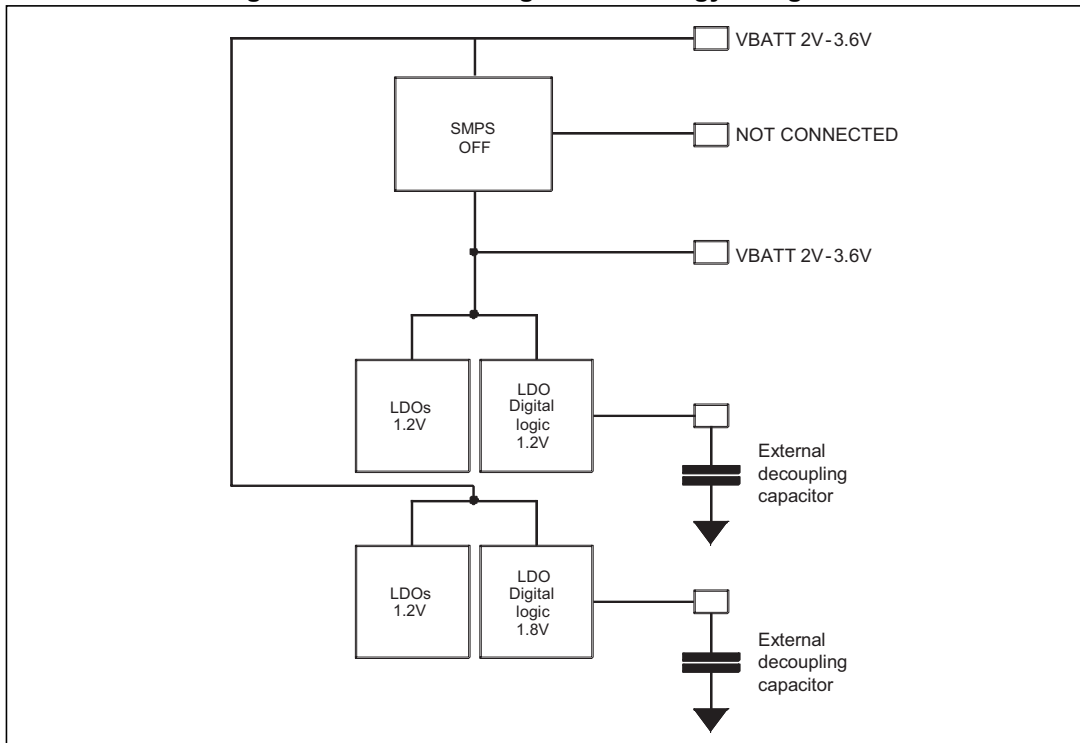 VBATT 2V-3.6V
SMPS
OFF
NOT CONNECTED
VBATT 2V-3.6V
LDOs
1.2V
LDO
Digital
logic
1.2V
External
decoupling
capacitor
LDOs
1.2V
LDO
Digital
logic
1.8V
External
decoupling
capacitor